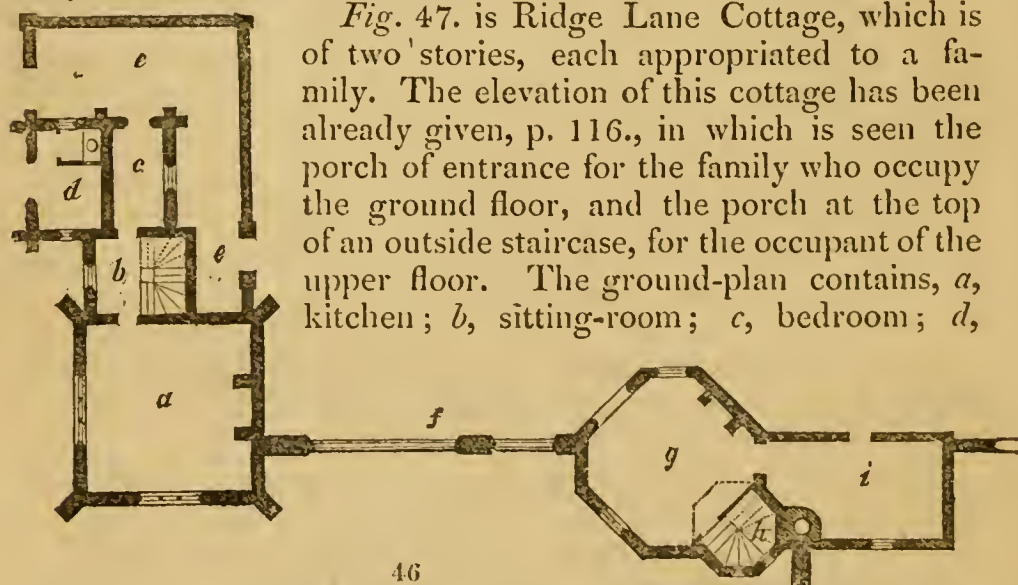 Fig. 47. is Ridge Lane Cottage, which is
of two stories, each appropriated to a fa-
mily. The elevation of this cottage has been
already given, p. 116., in which is seen the
porch of entrance for the family who occupy
the ground floor, and the porch at the top
of an outside staircase, for the occupant of the
upper floor. The ground-plan contains, a,
kitchen; b, sitting-room; c, bedroom; d,
e
c
d
b
e
a
f
g
i
h
46